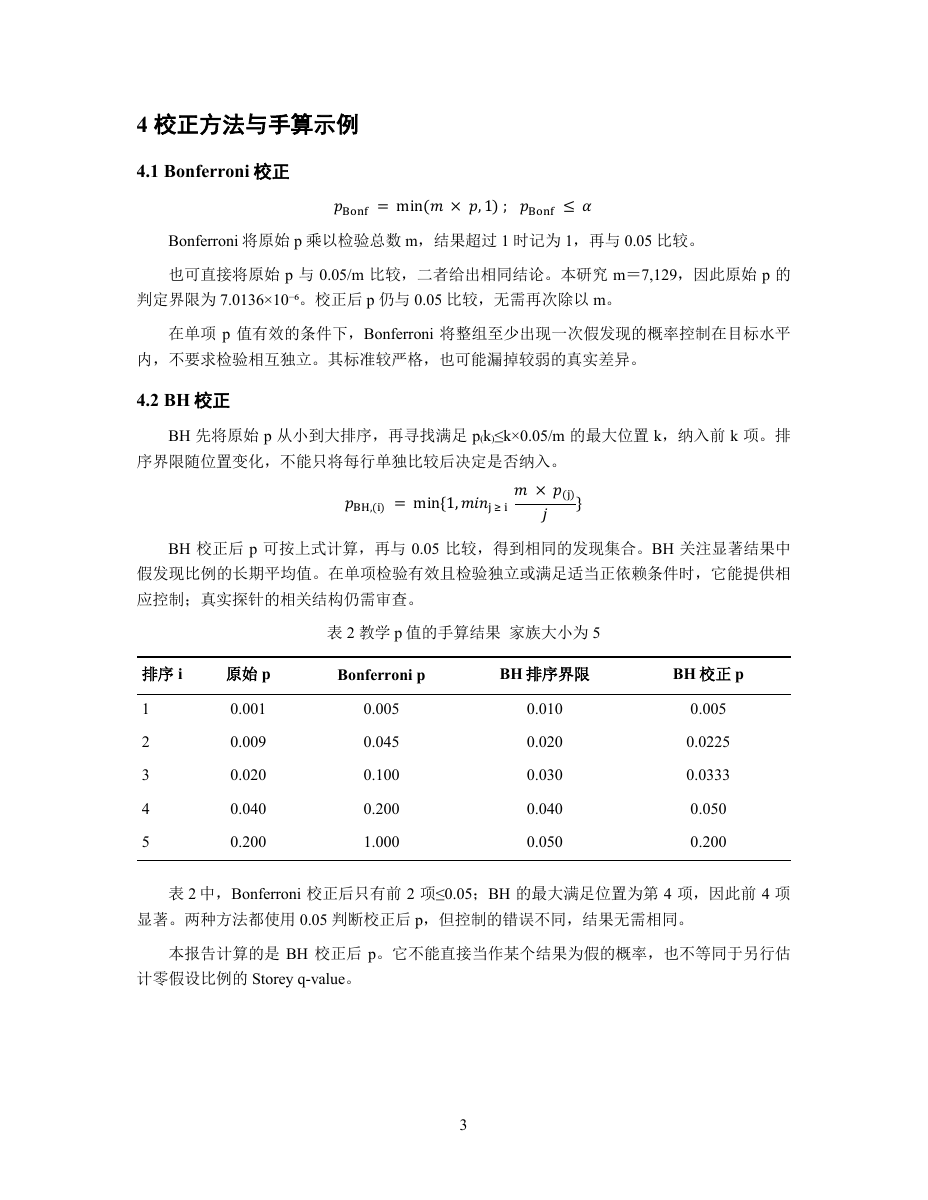 4 校正方法与手算示例
4.1 Bonferroni 校正
p_Bonf = min(m × p, 1) ; p_Bonf ≤ α
Bonferroni 将原始 p 乘以检验总数 m，结果超过 1 时记为 1，再与 0.05 比较。
也可直接将原始 p 与 0.05/m 比较，二者给出相同结论。本研究 m＝7,129，因此原始 p 的
判定界限为 7.0136×10⁻⁶。校正后 p 仍与 0.05 比较，无需再次除以 m。
在单项 p 值有效的条件下，Bonferroni 将整组至少出现一次假发现的概率控制在目标水平
内，不要求检验相互独立。其标准较严格，也可能漏掉较弱的真实差异。
4.2 BH 校正
BH 先将原始 p 从小到大排序，再寻找满足 p₍k₎≤k×0.05/m 的最大位置 k，纳入前 k 项。排
序界限随位置变化，不能只将每行单独比较后决定是否纳入。
p_BH,(i) = min{1, min_j ≥ i (m × p_(j))/j}
BH 校正后 p 可按上式计算，再与 0.05 比较，得到相同的发现集合。BH 关注显著结果中
假发现比例的长期平均值。在单项检验有效且检验独立或满足适当正依赖条件时，它能提供相
应控制；真实探针的相关结构仍需审查。
表 2 教学 p 值的手算结果 家族大小为 5
排序 i 原始 p Bonferroni p BH 排序界限 BH 校正 p
1 0.001 0.005 0.010 0.005
2 0.009 0.045 0.020 0.0225
3 0.020 0.100 0.030 0.0333
4 0.040 0.200 0.040 0.050
5 0.200 1.000 0.050 0.200
表 2 中，Bonferroni 校正后只有前 2 项≤0.05；BH 的最大满足位置为第 4 项，因此前 4 项
显著。两种方法都使用 0.05 判断校正后 p，但控制的错误不同，结果无需相同。
本报告计算的是 BH 校正后 p。它不能直接当作某个结果为假的概率，也不等同于另行估
计零假设比例的 Storey q-value。
3